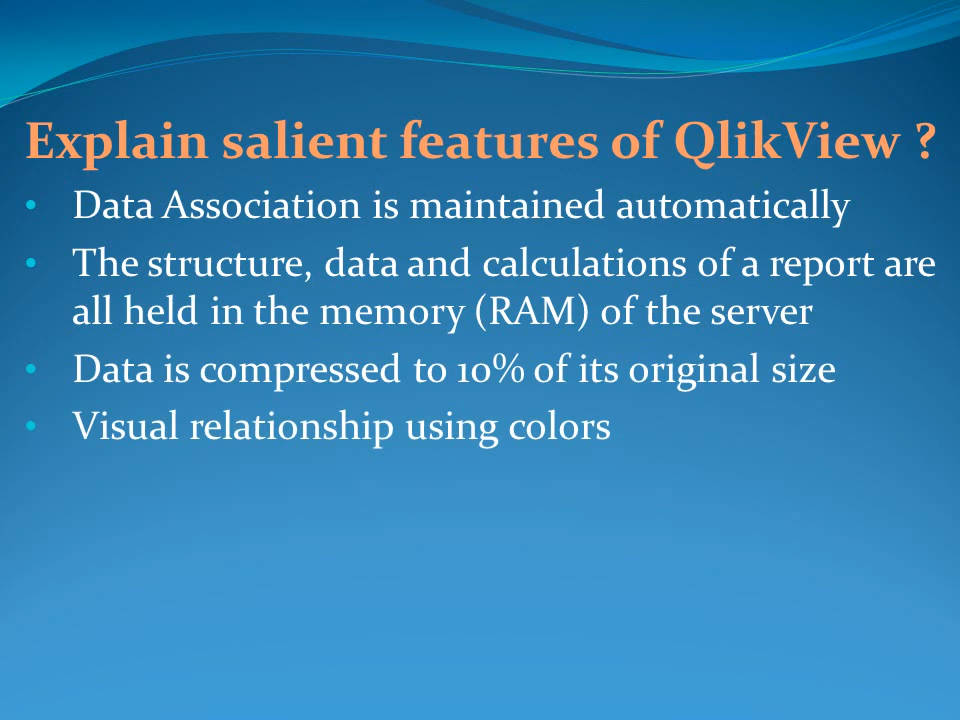 Explain salient features of QlikView ?
• Data Association is maintained automatically
• The structure, data and calculations of a report are
all held in the memory (RAM) of the server
• Data is compressed to 10% of its original size
• Visual relationship using colors